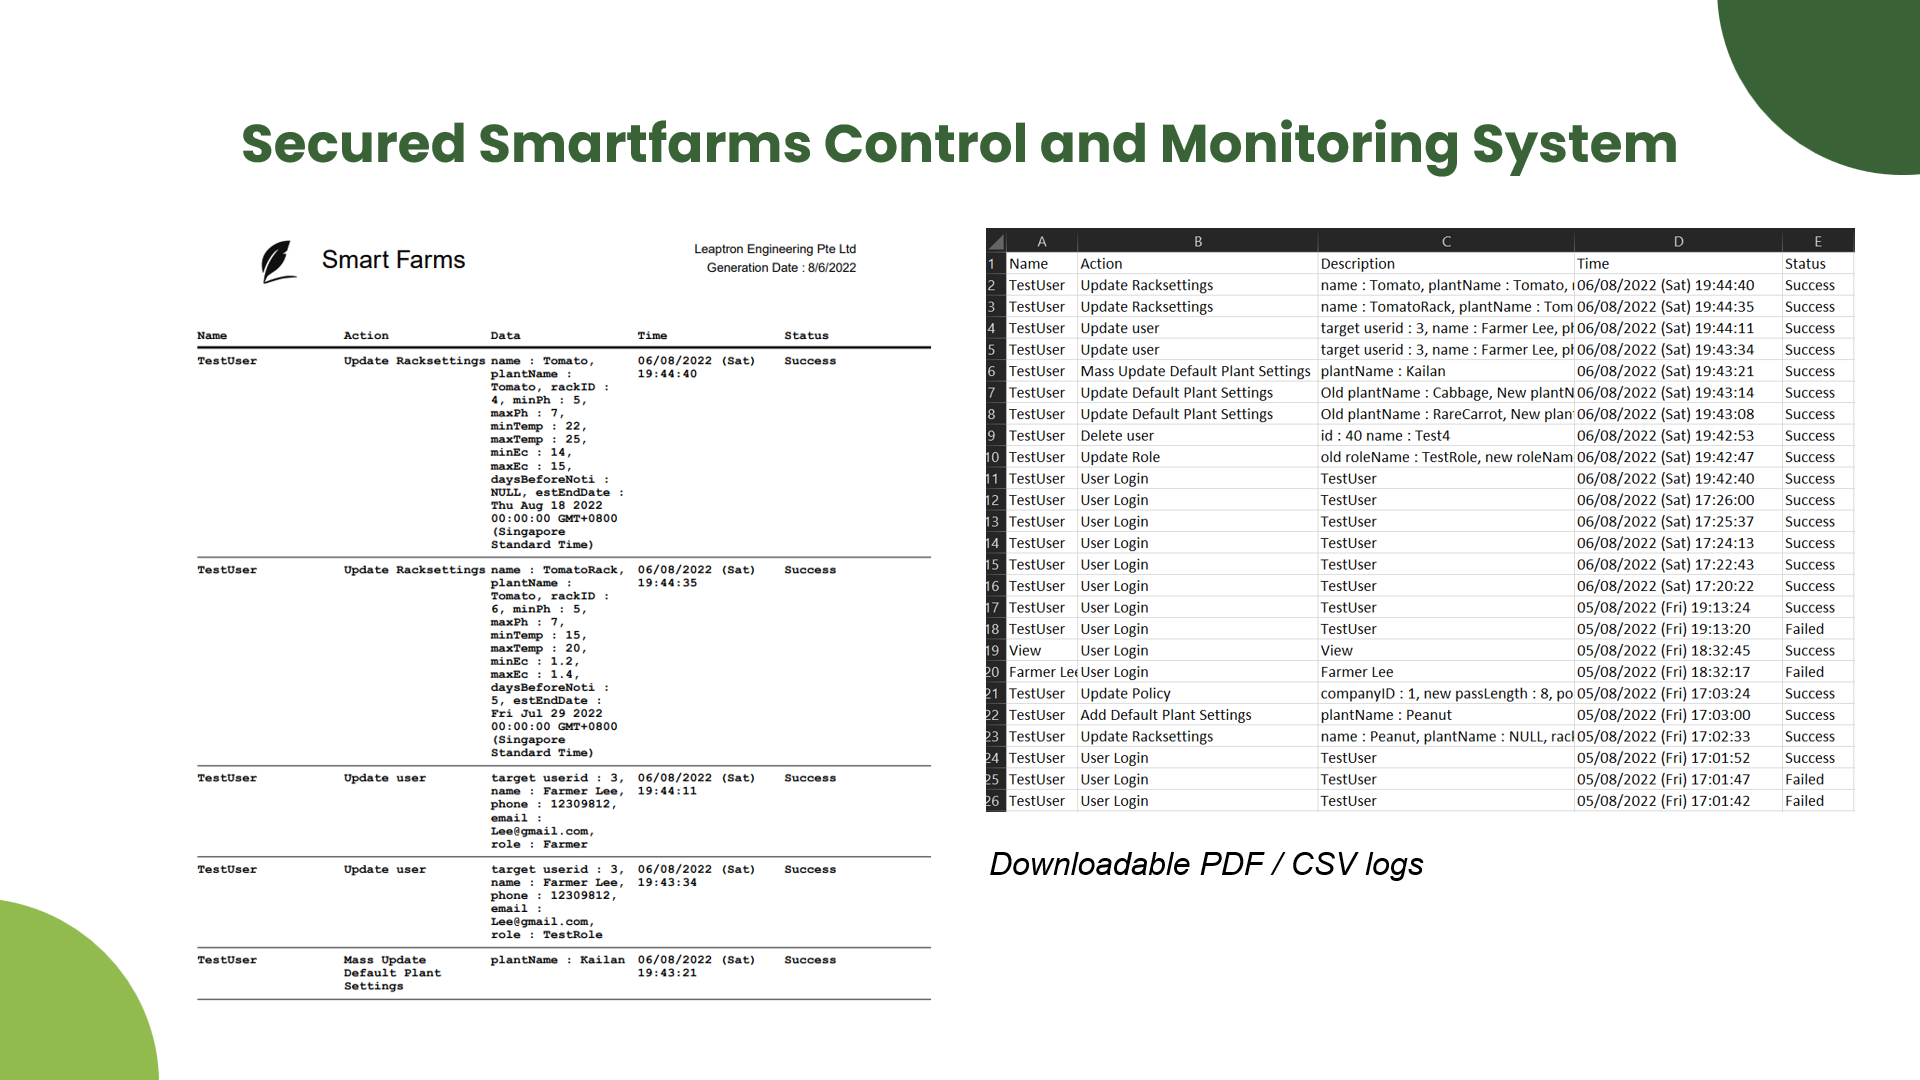 Secured Smartfarms Control and Monitoring System
Smart Farms
Leaptron Engineering Pte Ltd
Generation Date : 8/6/2022
Name Action Data Time Status
TestUser Update Racksettings name : Tomato, 06/08/2022 (Sat) Success
plantName : 19:44:40
Tomato, rackID :
4, minPh : 5,
maxPh : 7,
minTemp : 22,
maxTemp : 25,
minEc : 14,
maxEc : 15,
daysBeforeNoti :
NULL, estEndDate :
Thu Aug 18 2022
00:00:00 GMT+0800
(Singapore
Standard Time)
TestUser Update Racksettings name : TomatoRack, 06/08/2022 (Sat) Success
plantName : 19:44:35
Tomato, rackID :
6, minPh : 5,
maxPh : 7,
minTemp : 15,
maxTemp : 20,
minEc : 1.2,
maxEc : 1.4,
daysBeforeNoti :
5, estEndDate :
Fri Jul 29 2022
00:00:00 GMT+0800
(Singapore
Standard Time)
TestUser Update user target userid : 3, 06/08/2022 (Sat) Success
name : Farmer Lee, 19:44:11
phone : 12309812,
email :
Lee@gmail.com,
role : Farmer
TestUser Update user target userid : 3, 06/08/2022 (Sat) Success
name : Farmer Lee, 19:43:34
phone : 12309812,
email :
Lee@gmail.com,
role : TestRole
TestUser Mass Update plantName : Kailan 06/08/2022 (Sat) Success
Default Plant 19:43:21
Settings
A B C D E
1 Name Action Description Time Status
2 TestUser Update Racksettings name : Tomato, plantName : Tomato, 06/08/2022 (Sat) 19:44:40 Success
3 TestUser Update Racksettings name : TomatoRack, plantName : Tom 06/08/2022 (Sat) 19:44:35 Success
4 TestUser Update user target userid : 3, name : Farmer Lee, ph 06/08/2022 (Sat) 19:44:11 Success
5 TestUser Update user target userid : 3, name : Farmer Lee, ph 06/08/2022 (Sat) 19:43:34 Success
6 TestUser Mass Update Default Plant Settings plantName : Kailan 06/08/2022 (Sat) 19:43:21 Success
7 TestUser Update Default Plant Settings Old plantName : Cabbage, New plantN 06/08/2022 (Sat) 19:43:14 Success
8 TestUser Update Default Plant Settings Old plantName : RareCarrot, New plan 06/08/2022 (Sat) 19:43:08 Success
9 TestUser Delete user id : 40 name : Test4 06/08/2022 (Sat) 19:42:53 Success
10 TestUser Update Role old roleName : TestRole, new roleNam 06/08/2022 (Sat) 19:42:47 Success
11 TestUser User Login TestUser 06/08/2022 (Sat) 19:42:40 Success
12 TestUser User Login TestUser 06/08/2022 (Sat) 17:26:00 Success
13 TestUser User Login TestUser 06/08/2022 (Sat) 17:25:37 Success
14 TestUser User Login TestUser 06/08/2022 (Sat) 17:24:13 Success
15 TestUser User Login TestUser 06/08/2022 (Sat) 17:22:43 Success
16 TestUser User Login TestUser 06/08/2022 (Sat) 17:20:22 Success
17 TestUser User Login TestUser 05/08/2022 (Fri) 19:13:24 Success
18 TestUser User Login TestUser 05/08/2022 (Fri) 19:13:20 Failed
19 View User Login View 05/08/2022 (Fri) 18:32:45 Success
20 Farmer Lee User Login Farmer Lee 05/08/2022 (Fri) 18:32:17 Failed
21 TestUser Update Policy companyID : 1, new passLength : 8, po 05/08/2022 (Fri) 17:03:24 Success
22 TestUser Add Default Plant Settings plantName : Peanut 05/08/2022 (Fri) 17:03:00 Success
23 TestUser Update Racksettings name : Peanut, plantName : NULL, rack 05/08/2022 (Fri) 17:02:33 Success
24 TestUser User Login TestUser 05/08/2022 (Fri) 17:01:52 Success
25 TestUser User Login TestUser 05/08/2022 (Fri) 17:01:47 Failed
26 TestUser User Login TestUser 05/08/2022 (Fri) 17:01:42 Failed
Downloadable PDF / CSV logs